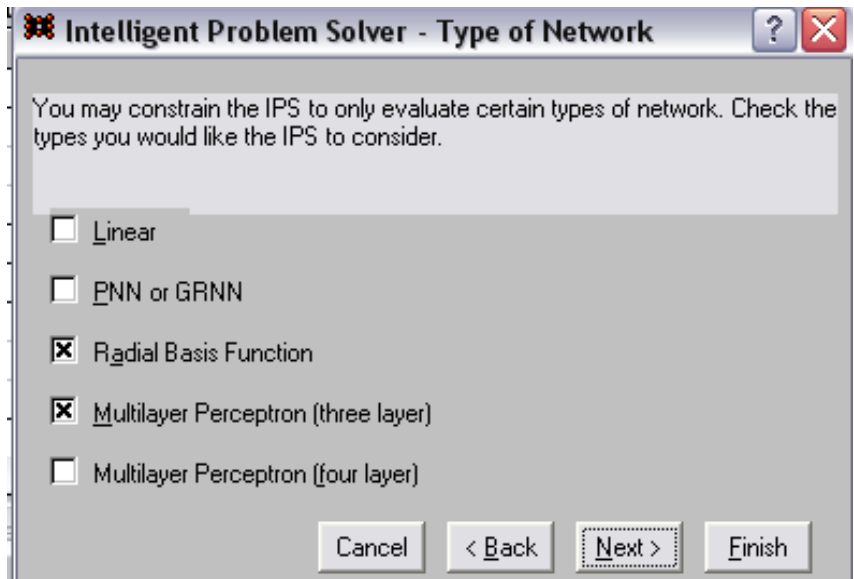 Intelligent Problem Solver - Type of Network
You may constrain the IPS to only evaluate certain types of network. Check the
types you would like the IPS to consider.
Linear
PNN or GRNN
Radial Basis Function
Multilayer Perceptron (three layer)
Multilayer Perceptron (four layer)
Cancel < Back Next > Finish